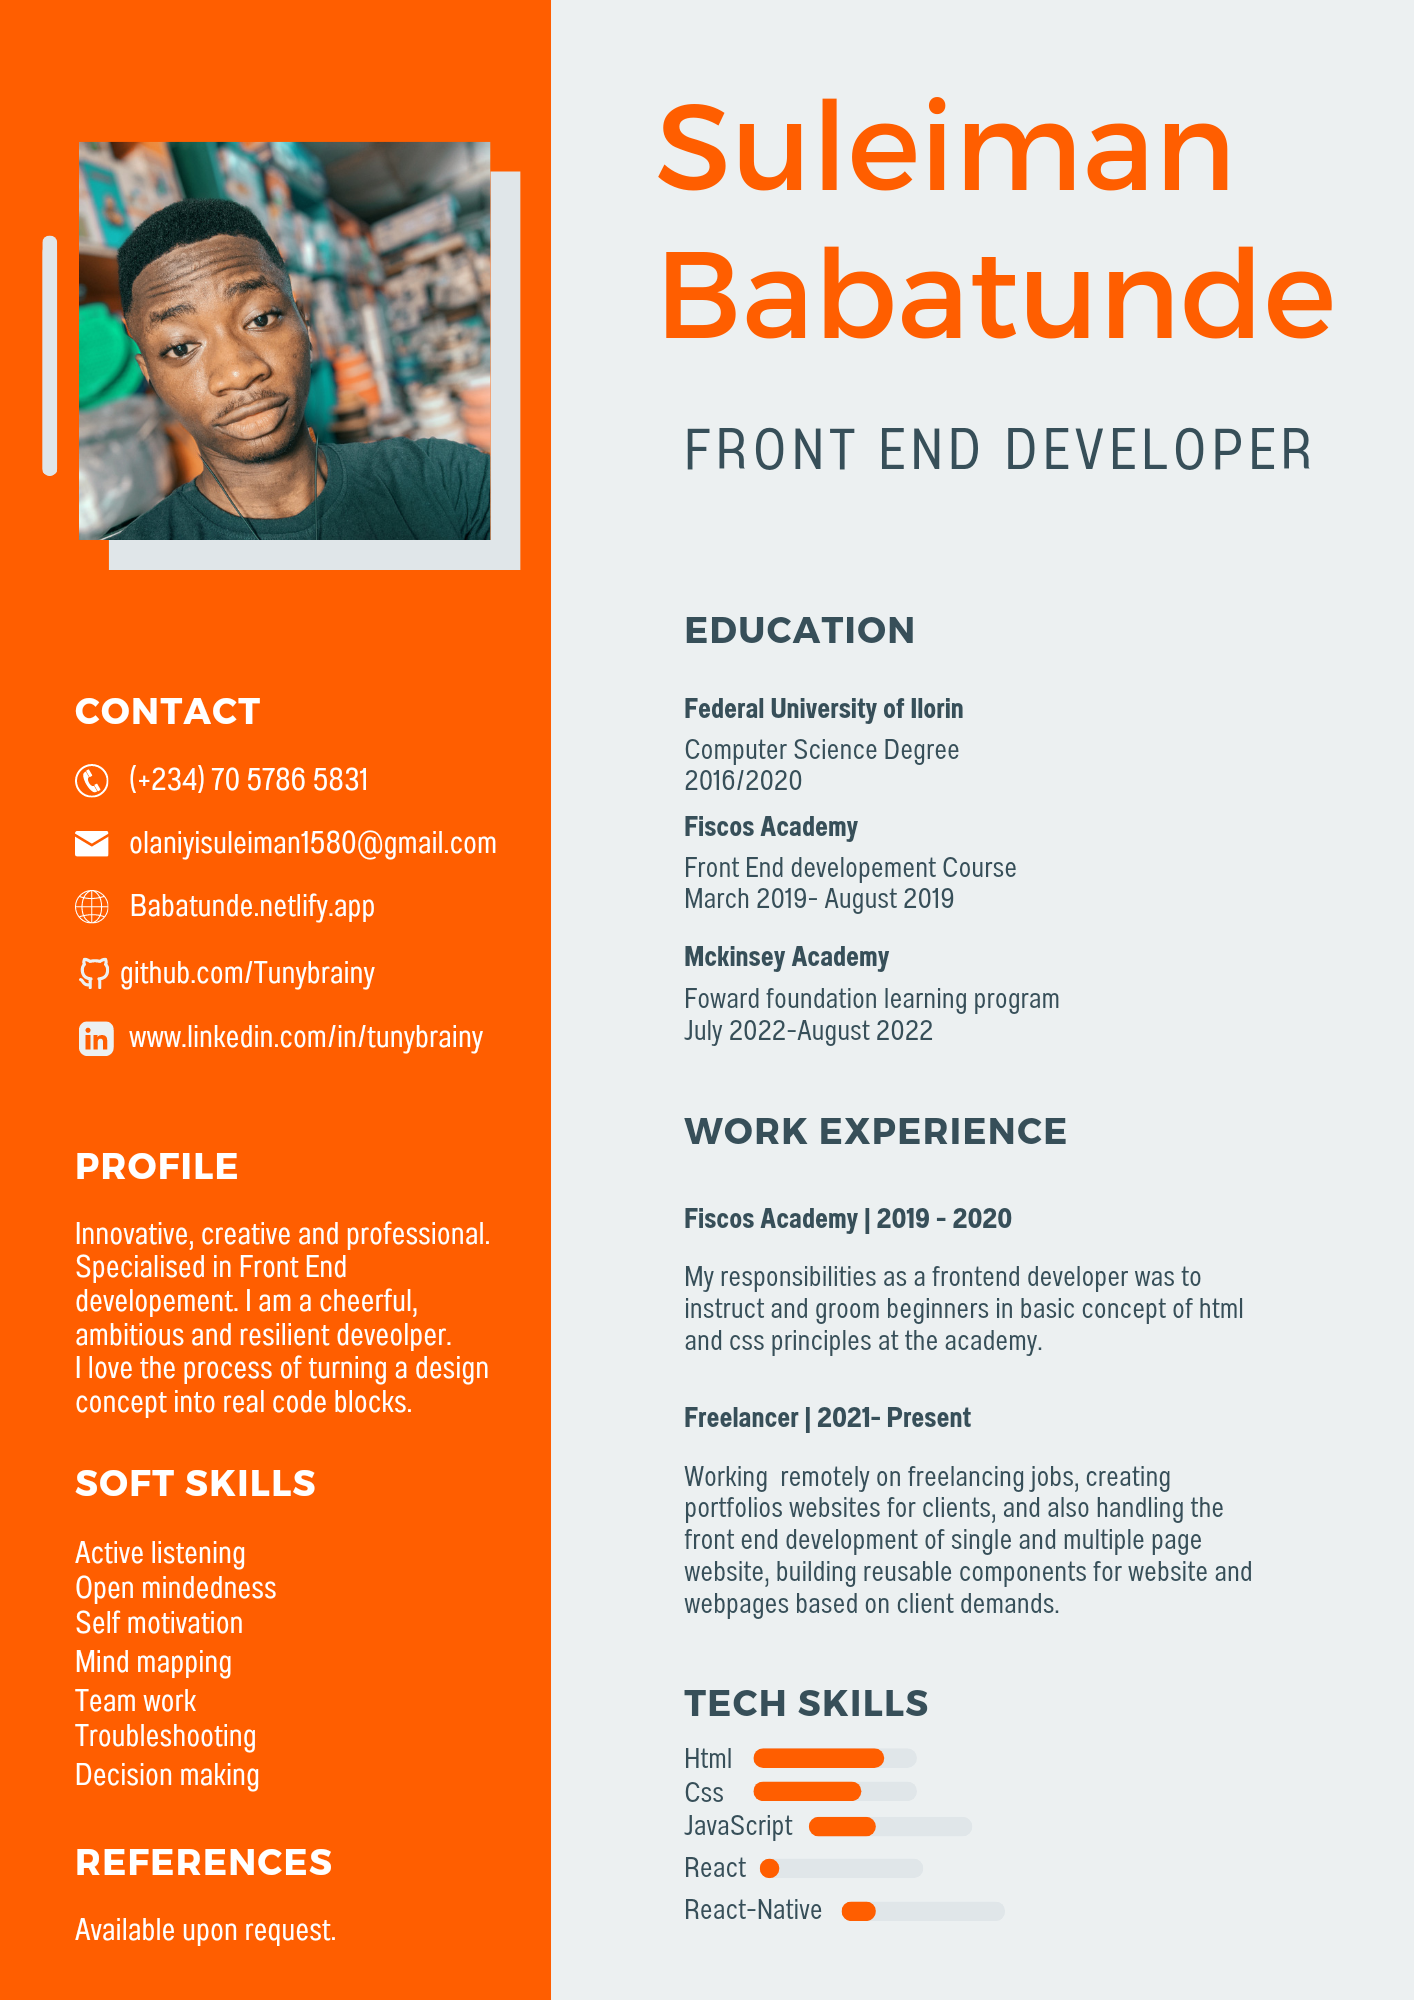 Suleiman
Babatunde
FRONT END DEVELOPER
CONTACT
(+234) 70 5786 5831
olaniyisuleiman1580@gmail.com
Babatunde.netlify.app
github.com/Tunybrainy
in www.linkedin.com/in/tunybrainy
PROFILE
Innovative, creative and professional.
Specialised in Front End
developement. I am a cheerful,
ambitious and resilient deveolper.
I love the process of turning a design
concept into real code blocks.
SOFT SKILLS
Active listening
Open mindedness
Self motivation
Mind mapping
Team work
Troubleshooting
Decision making
REFERENCES
Available upon request.
EDUCATION
Federal University of Ilorin
Computer Science Degree
2016/2020
Fiscos Academy
Front End developement Course
March 2019- August 2019
Mckinsey Academy
Foward foundation learning program
July 2022-August 2022
WORK EXPERIENCE
Fiscos Academy | 2019 - 2020
My responsibilities as a frontend developer was to
instruct and groom beginners in basic concept of html
and css principles at the academy.
Freelancer | 2021- Present
Working  remotely on freelancing jobs, creating
portfolios websites for clients, and also handling the
front end development of single and multiple page
website, building reusable components for website and
webpages based on client demands.
TECH SKILLS
Html
Css
JavaScript
React
React-Native